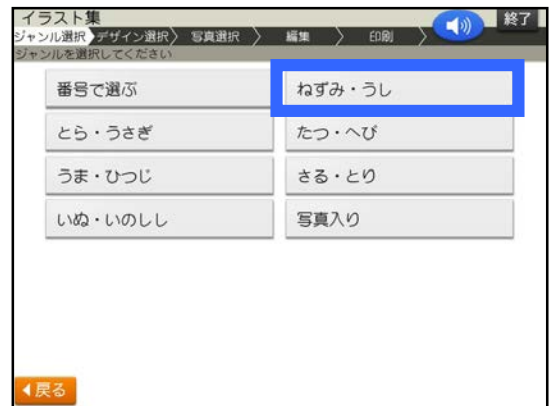 イラスト集
終了
ジャンル選択 デザイン選択 写真選択 編集 印刷
ジャンルを選択してください
番号で選ぶ
ねずみ・うし
とら・うさぎ
たつ・へび
うま・ひつじ
さる・とり
いぬ・いのしし
写真入り
戻る